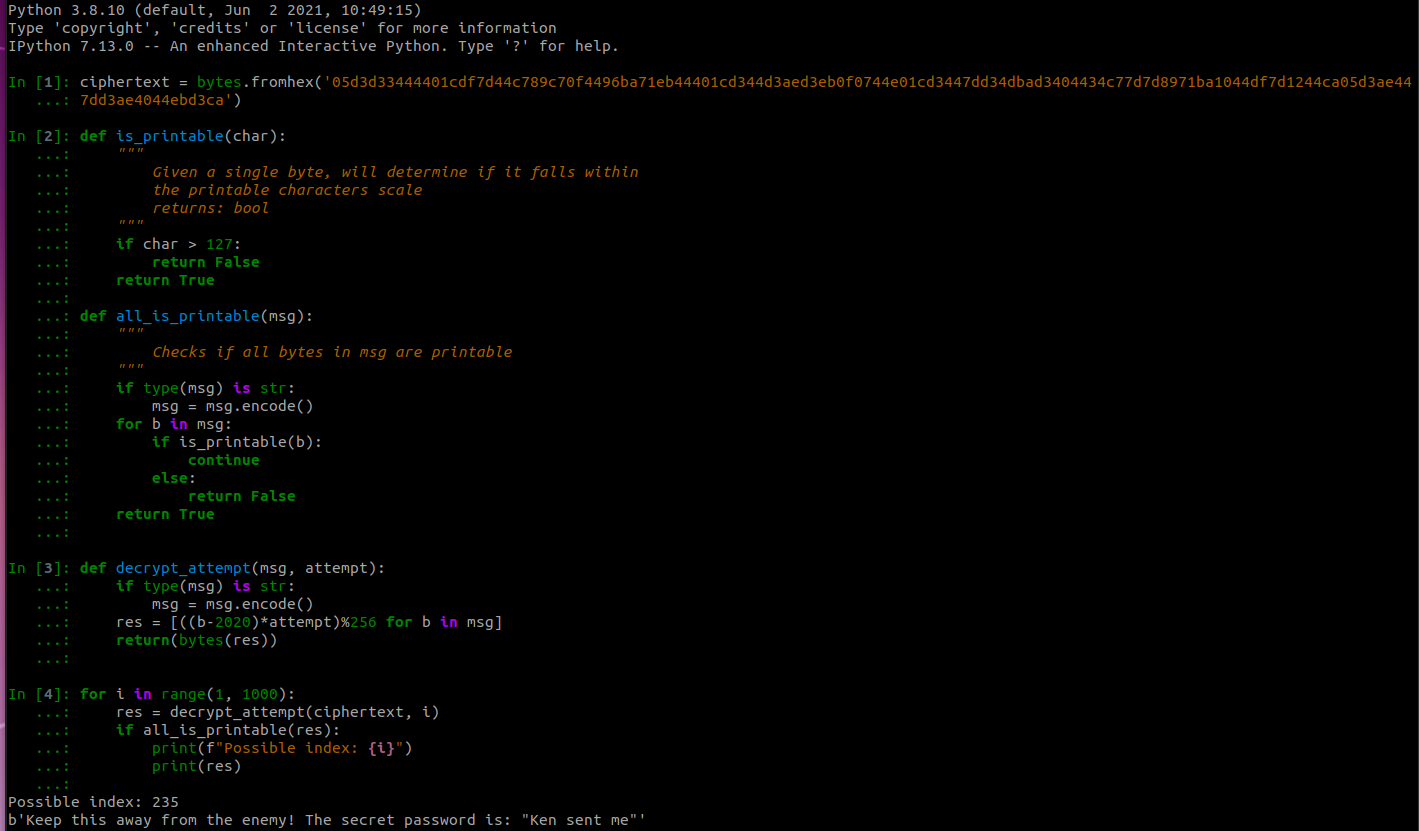 Python 3.8.10 (default, Jun  2 2021, 10:49:15)
Type 'copyright', 'credits' or 'license' for more information
IPython 7.13.0 -- An enhanced Interactive Python. Type '?' for help.

In [1]: ciphertext = bytes.fromhex('05d3d33444401cdf7d44c789c70f4496ba71eb44401cd344d3aed3eb0f0744e01cd3447dd34dbad3404434c77d7d8971ba1044df7d1244ca05d3ae44
   ...: 7dd3ae4044ebd3ca')

In [2]: def is_printable(char):
   ...:     """
   ...:         Given a single byte, will determine if it falls within
   ...:         the printable characters scale
   ...:         returns: bool
   ...:     """
   ...:     if char > 127:
   ...:         return False
   ...:     return True
   ...:
   ...: def all_is_printable(msg):
   ...:     """
   ...:         Checks if all bytes in msg are printable
   ...:     """
   ...:     if type(msg) is str:
   ...:         msg = msg.encode()
   ...:     for b in msg:
   ...:         if is_printable(b):
   ...:             continue
   ...:         else:
   ...:             return False
   ...:     return True
   ...:

In [3]: def decrypt_attempt(msg, attempt):
   ...:     if type(msg) is str:
   ...:         msg = msg.encode()
   ...:     res = [((b-2020)*attempt)%256 for b in msg]
   ...:     return(bytes(res))
   ...:

In [4]: for i in range(1, 1000):
   ...:     res = decrypt_attempt(ciphertext, i)
   ...:     if all_is_printable(res):
   ...:         print(f"Possible index: {i}")
   ...:         print(res)
   ...:
Possible index: 235
b'Keep this away from the enemy! The secret password is: "Ken sent me"'